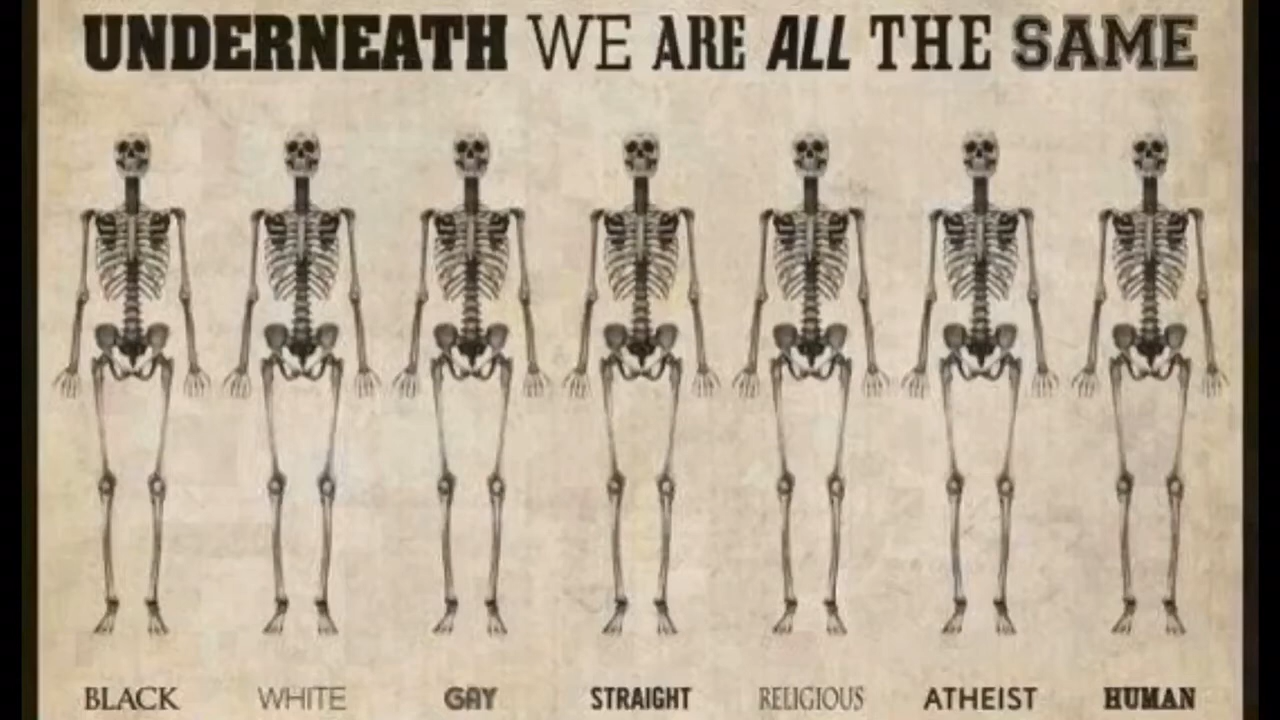 UNDERNEATH WE ARE ALL THE SAME
BLACK WHITE GAY STRAIGHT RELIGIOUS ATHEIST HUMAN